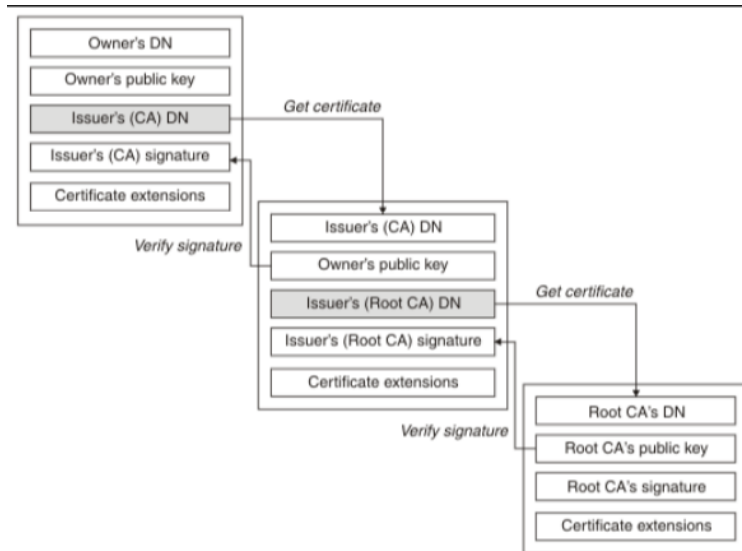 Owner's DN
Owner's public key
Issuer's (CA) DN
Get certificate
Issuer's (CA) signature
Certificate extensions
Verify signature
Issuer's (CA) DN
Owner's public key
Issuer's (Root CA) DN
Get certificate
Issuer's (Root CA) signature
Certificate extensions
Verify signature
Root CA's DN
Root CA's public key
Root CA's signature
Certificate extensions